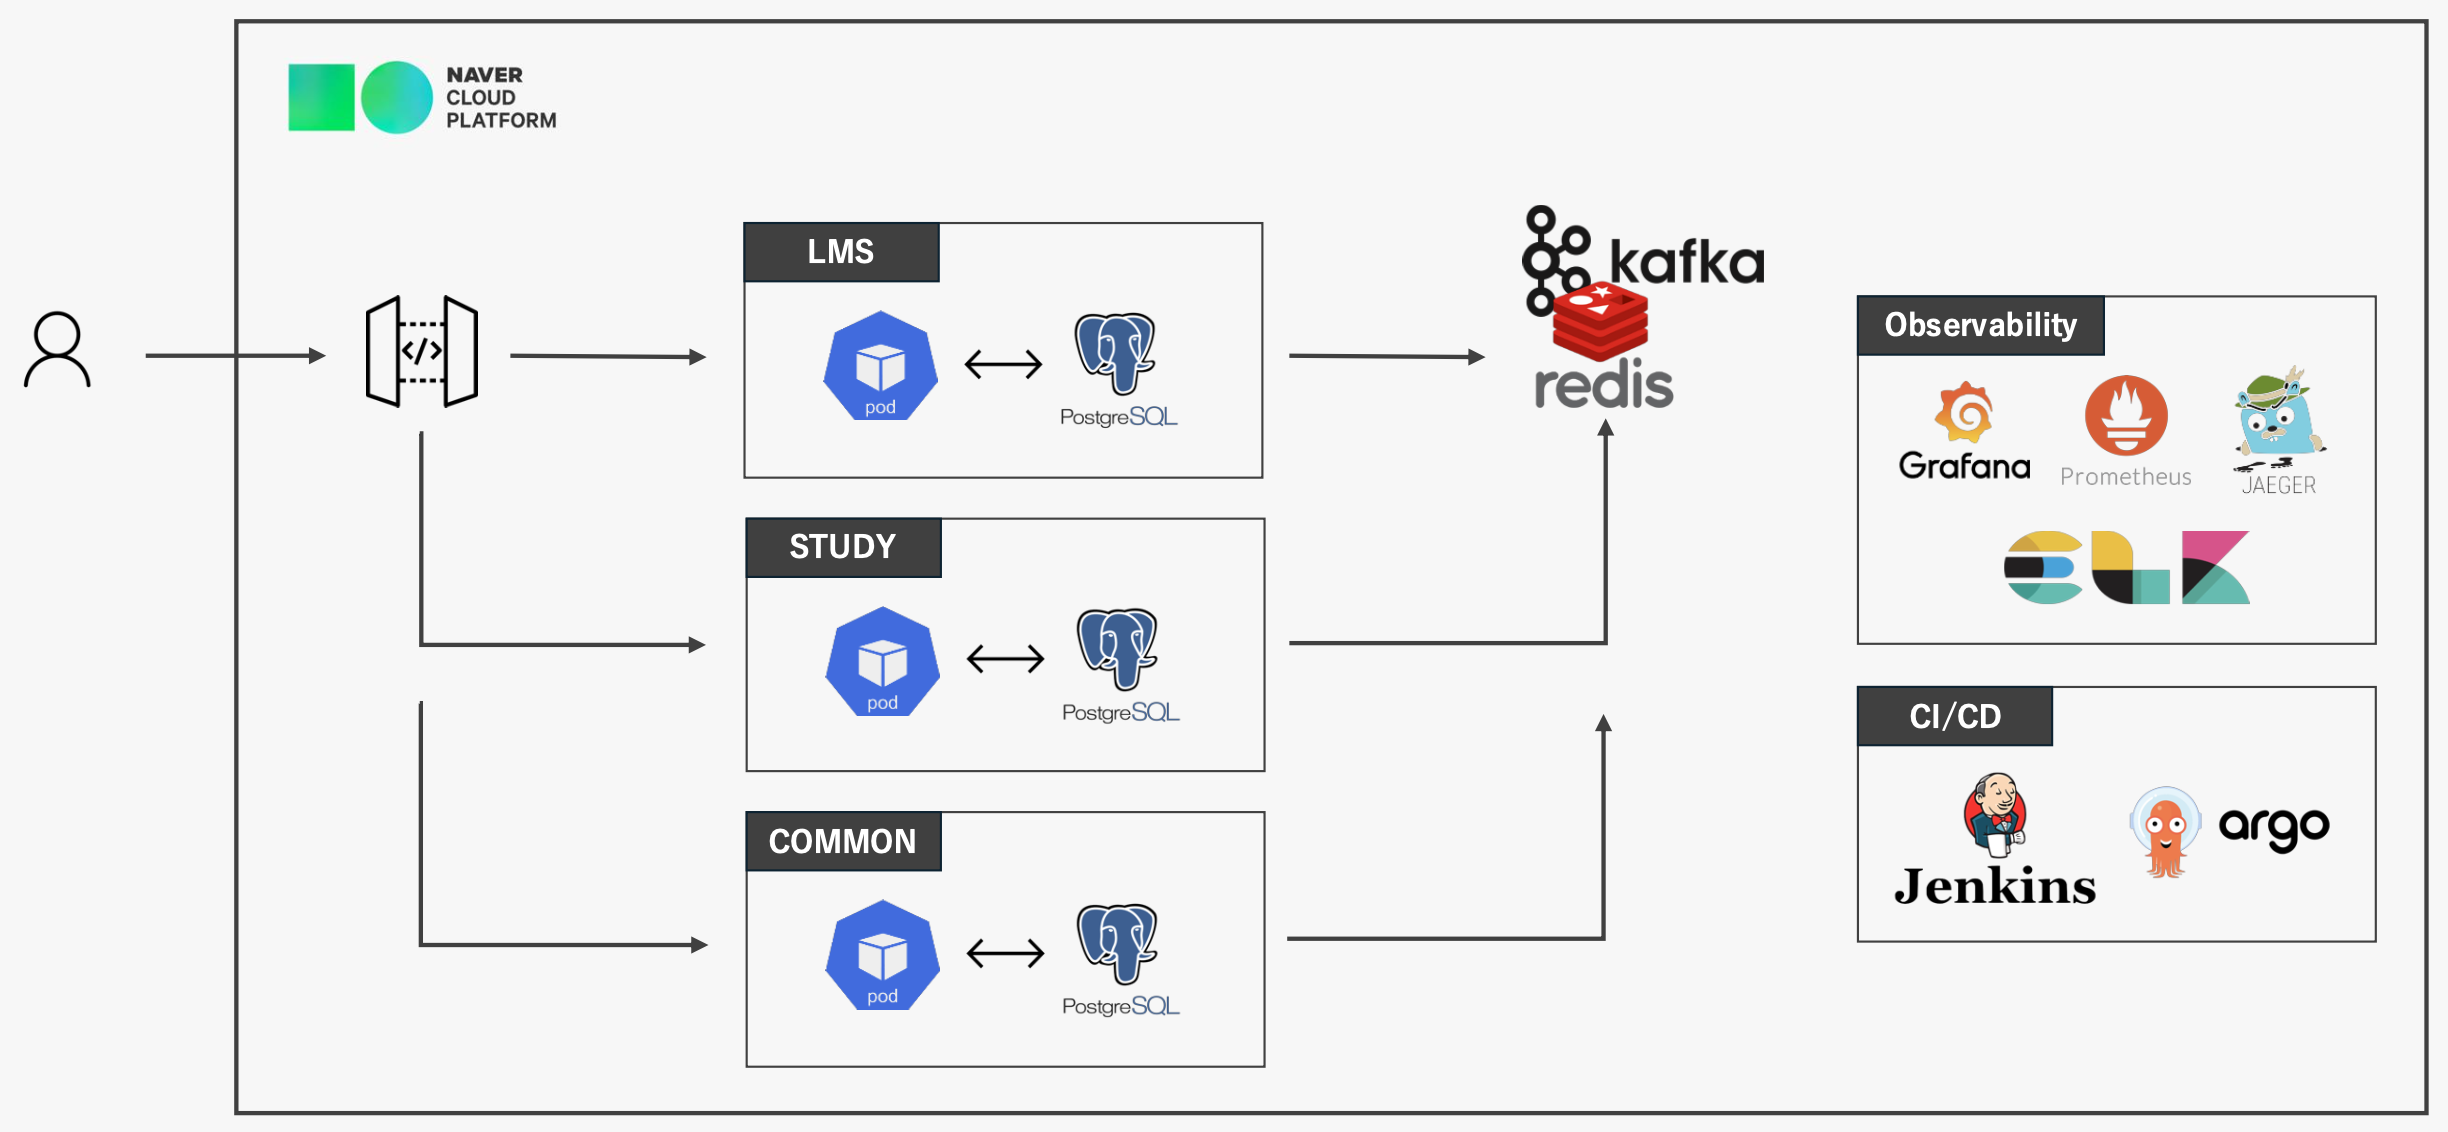 NAVER
CLOUD
PLATFORM
LMS
pod
PostgreSQL
STUDY
pod
PostgreSQL
COMMON
pod
PostgreSQL
kafka
redis
Observability
Grafana
Prometheus
JAEGER
ELK
CI/CD
Jenkins
argo